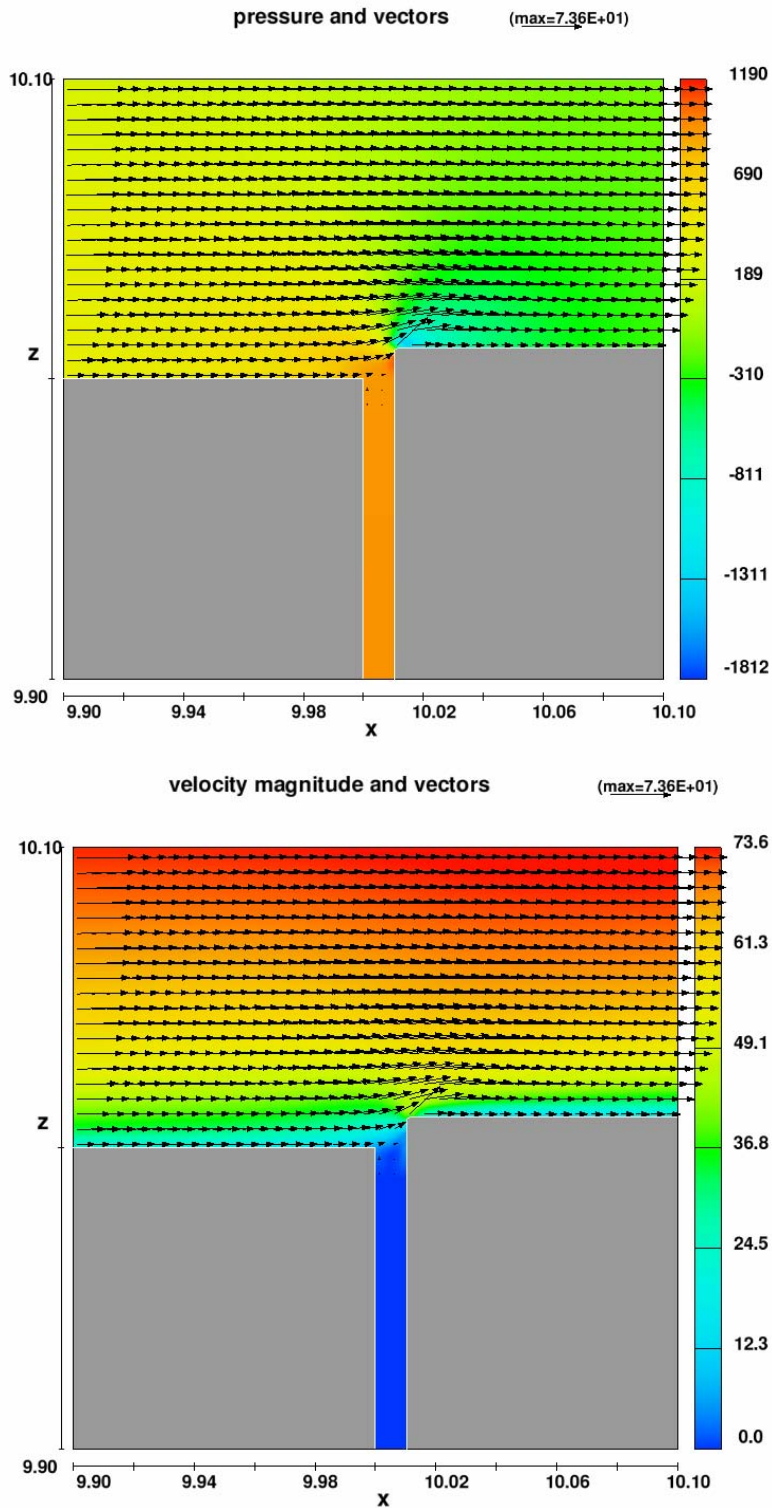 pressure and vectors (max=7.36E+01)
10.10
1190
690
189
z
-310
-811
-1311
-1812
9.90
9.90 9.94 9.98 10.02 10.06 10.10
x
velocity magnitude and vectors (max=7.36E+01)
10.10
73.6
61.3
49.1
z
36.8
24.5
12.3
0.0
9.90
9.90 9.94 9.98 10.02 10.06 10.10
x